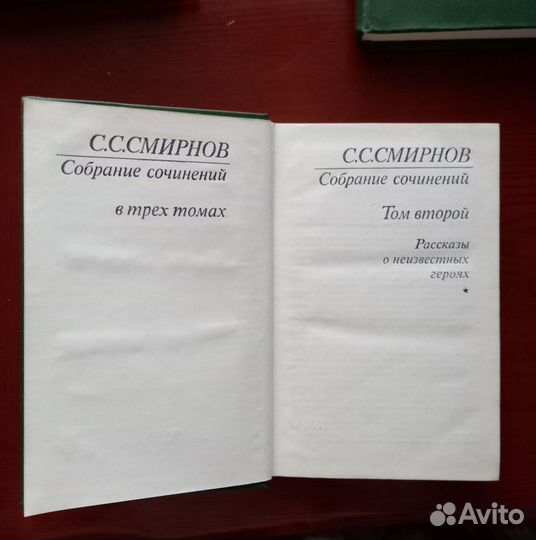 С.С.СМИРНОВ
Собрание сочинений
в трех томах
С.С.СМИРНОВ
Собрание сочинений
Том второй
Рассказы
о неизвестных
героях
*
Avito